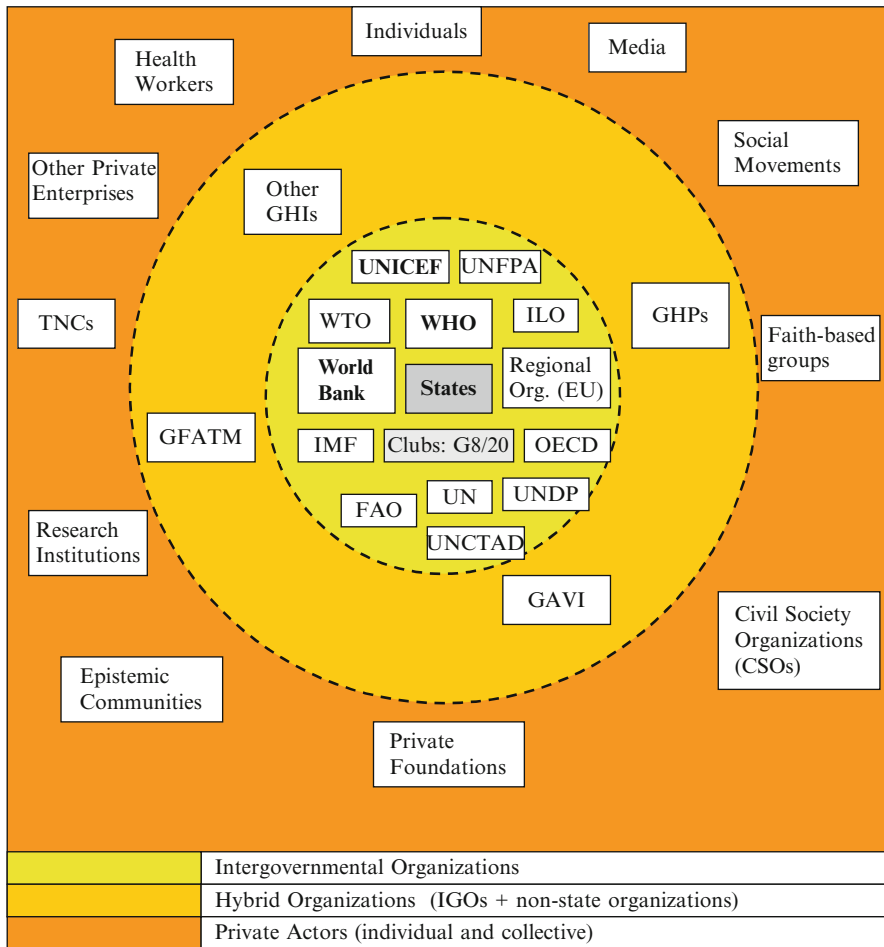 Individuals
Media
Health
Workers
Social
Movements
Other Private
Enterprises
Other
GHIs
UNICEF
UNFPA
TNCs
WTO
WHO
ILO
GHPs
Faith-based
groups
World
Bank
States
Regional
Org. (EU)
GFATM
IMF
Clubs: G8/20
OECD
FAO
UN
UNDP
UNCTAD
Research
Institutions
GAVI
Civil Society
Organizations
(CSOs)
Epistemic
Communities
Private
Foundations
Intergovernmental Organizations
Hybrid Organizations (IGOs + non-state organizations)
Private Actors (individual and collective)